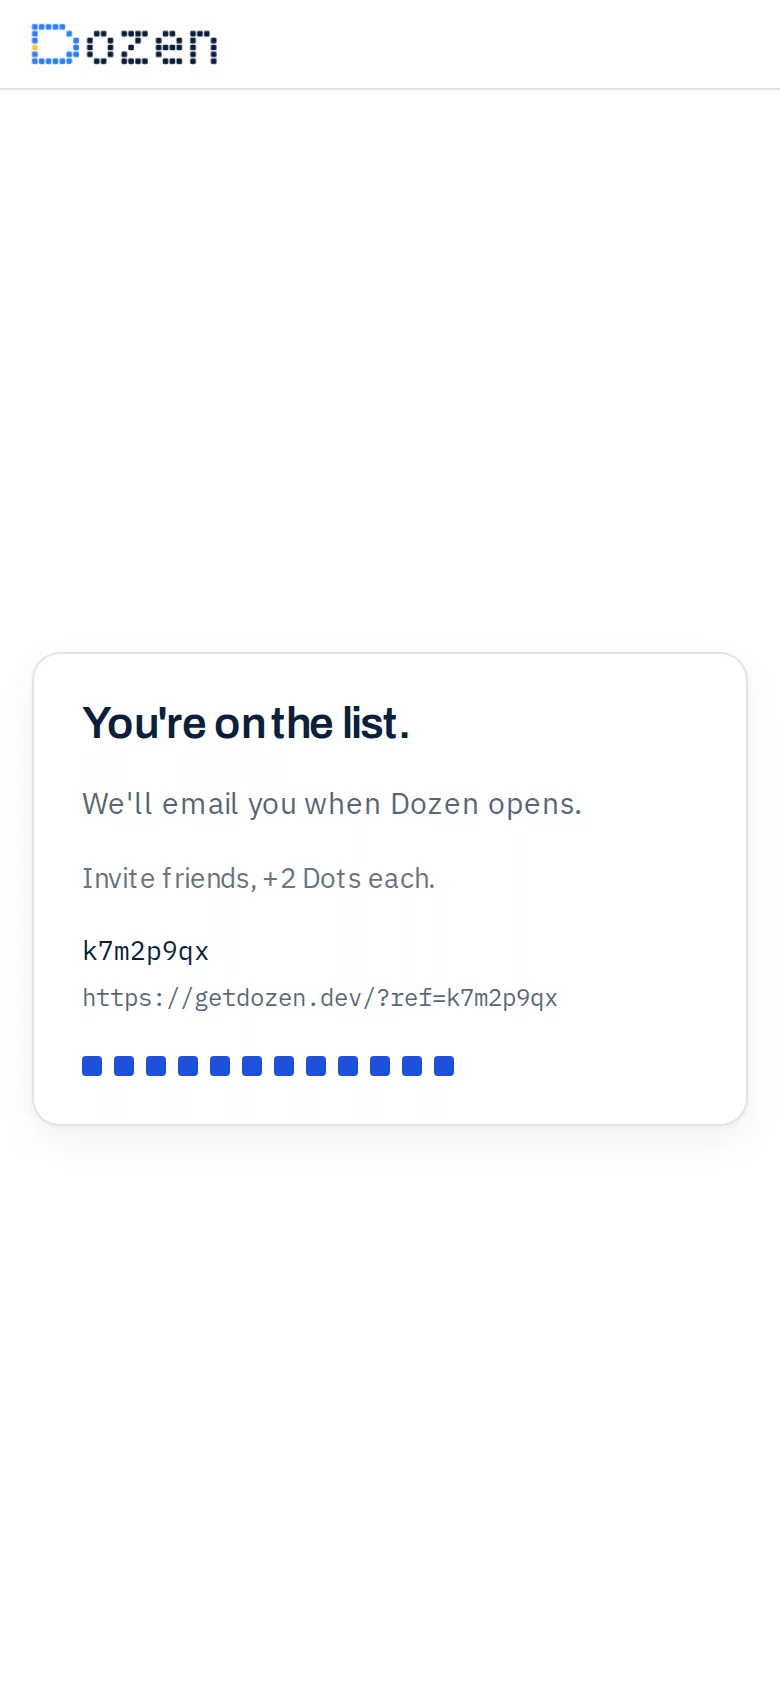 Dozen
You're on the list.
We'll email you when Dozen opens.
Invite friends, +2 Dots each.
k7m2p9qx
https://getdozen.dev/?ref=k7m2p9qx